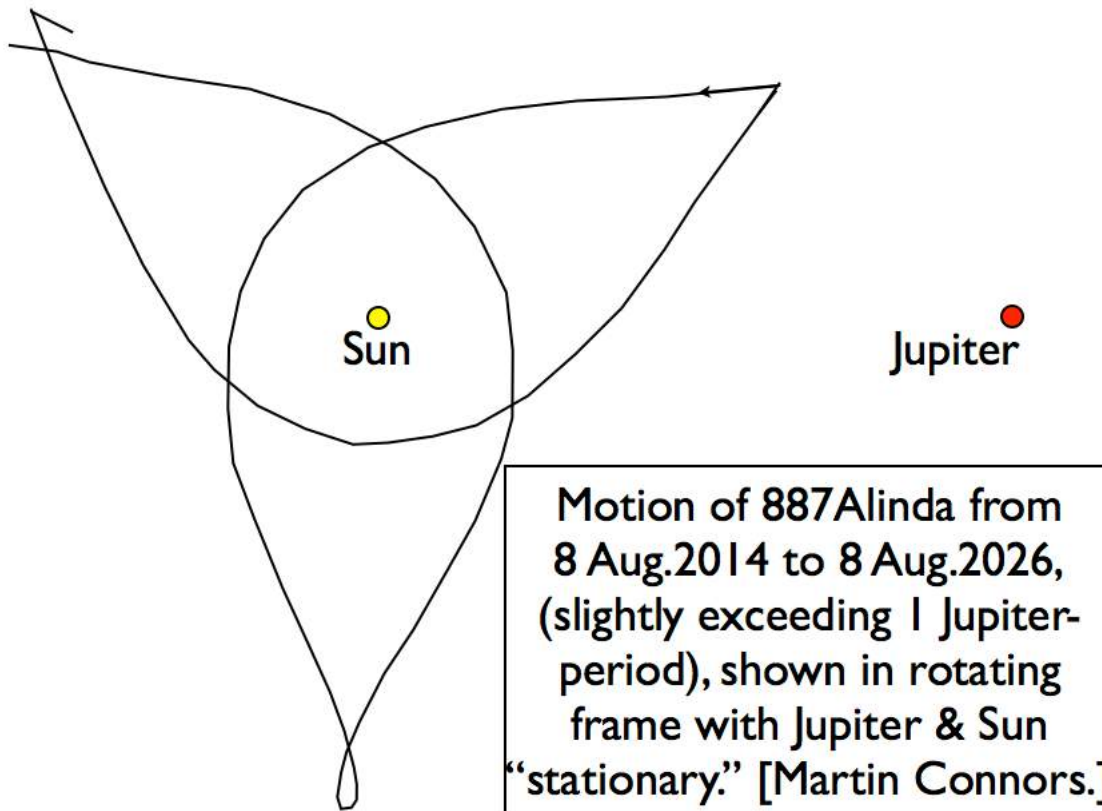 Sun
Jupiter
Motion of 887Alinda from
8 Aug.2014 to 8 Aug.2026,
(slightly exceeding 1 Jupiter-
period), shown in rotating
frame with Jupiter & Sun
“stationary.” [Martin Connors.]